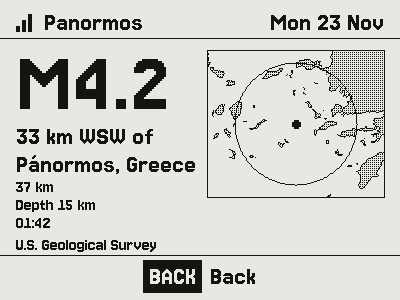 Panormos
Mon 23 Nov
M4.2
33 km WSW of
Pánormos, Greece
37 km
Depth 15 km
01:42
U.S. Geological Survey
BACK Back